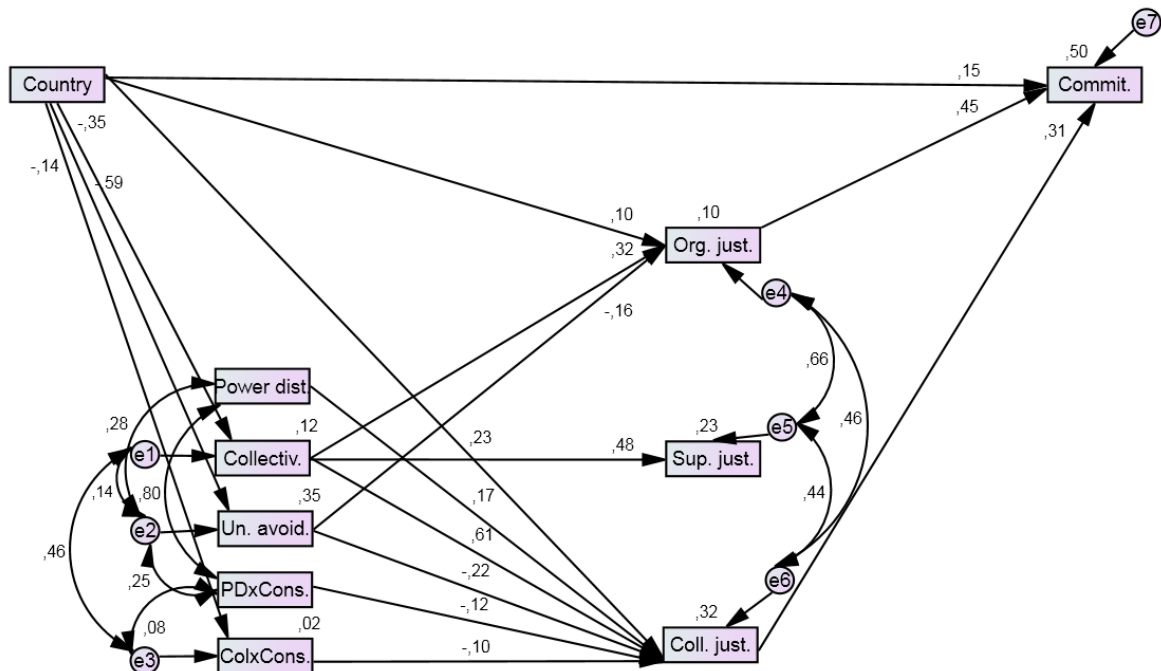 e7
,50
Country
,15
Commit.
-,35
,45
,31
-,14
-,59
,10
,10
,32
Org. just.
e4
-,16
,66
Power dist.
,28
,12
,23
,23
e5
,46
e1
Collectiv.
,48
Sup. just.
,14
,80
,35
,17
,44
e2
Un. avoid.
,61
,46
,25
-,22
e6
PDxCons.
-,12
,08
,02
,32
-,10
Coll. just.
e3
ColxCons.